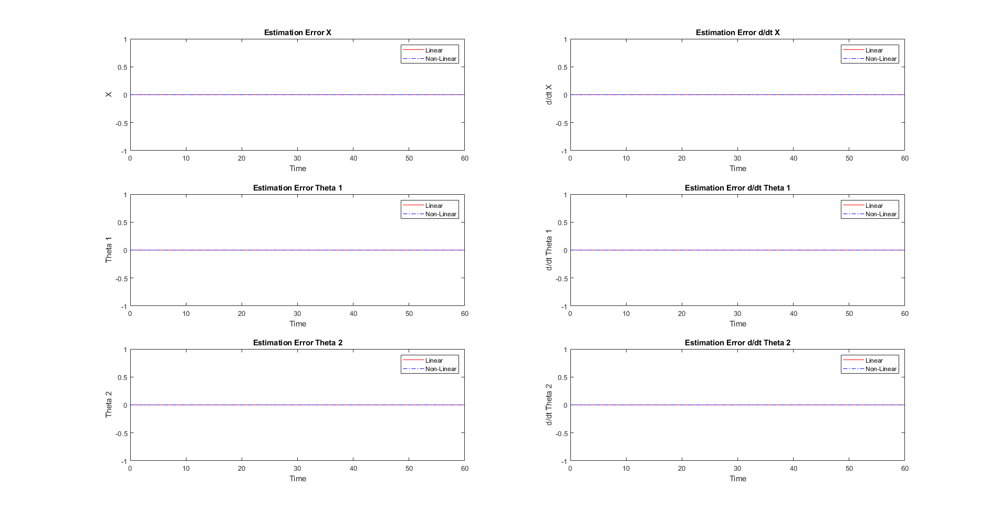 Estimation Error X
1
0.5
0
-0.5
-1
X
0 10 20 30 40 50 60
Time
Linear
Non-Linear
Estimation Error d/dt X
1
0.5
0
-0.5
-1
d/dt X
0 10 20 30 40 50 60
Time
Linear
Non-Linear
Estimation Error Theta 1
1
0.5
0
-0.5
-1
Theta 1
0 10 20 30 40 50 60
Time
Linear
Non-Linear
Estimation Error d/dt Theta 1
1
0.5
0
-0.5
-1
d/dt Theta 1
0 10 20 30 40 50 60
Time
Linear
Non-Linear
Estimation Error Theta 2
1
0.5
0
-0.5
-1
Theta 2
0 10 20 30 40 50 60
Time
Linear
Non-Linear
Estimation Error d/dt Theta 2
1
0.5
0
-0.5
-1
d/dt Theta 2
0 10 20 30 40 50 60
Time
Linear
Non-Linear